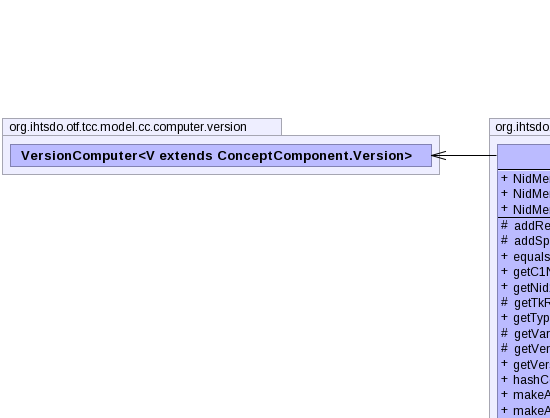 org.ihtsdo.otf.tcc.model.cc.computer.version
VersionComputer<V extends ConceptComponent.Version>
org.ihtsdo
+ NidMe
+ NidMe
+ NidMe
# addRe
# addSp
+ equals
+ getC1N
+ getNid
# getTkR
+ getTyp
# getVar
# getVer
+ getVer
+ hashC
+ makeA
+ makeA